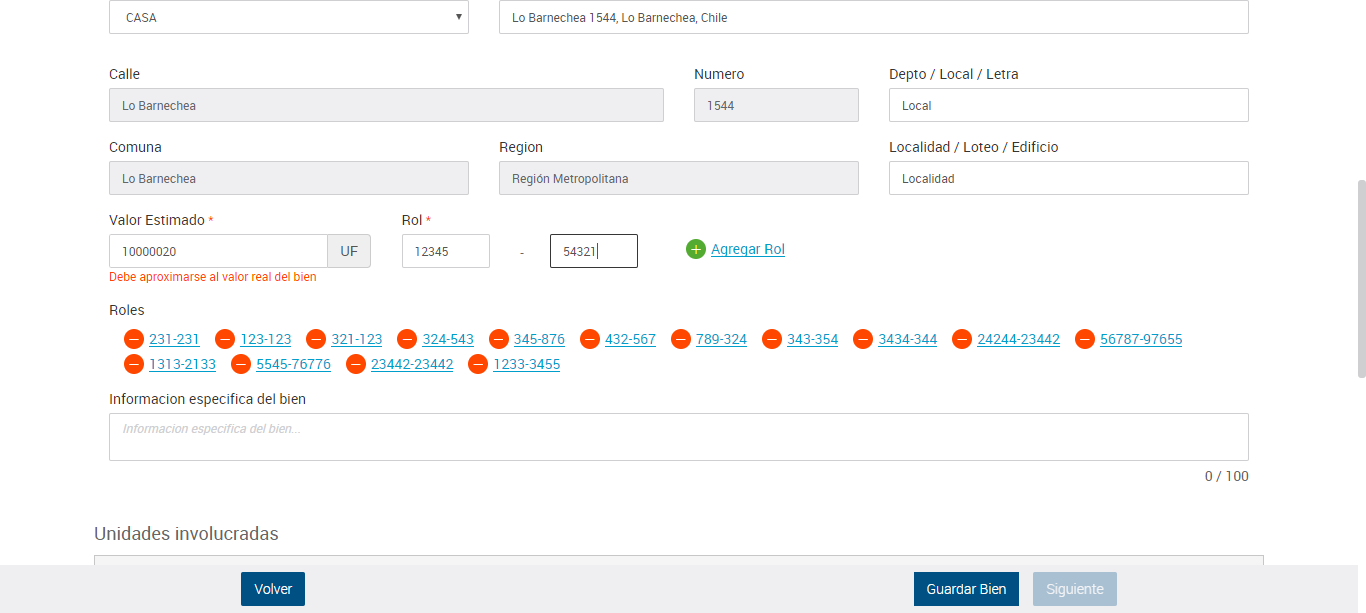 CASA Lo Barnechea 1544, Lo Barnechea, Chile
Calle Numero Depto / Local / Letra
Lo Barnechea 1544 Local
Comuna Region Localidad / Loteo / Edificio
Lo Barnechea Región Metropolitana Localidad
Valor Estimado * Rol *
10000020 UF 12345 - 54321 Agregar Rol
Debe aproximarse al valor real del bien
Roles
231-231 123-123 321-123 324-543 345-876 432-567 789-324 343-354 3434-344 24244-23442 56787-97655
1313-2133 5545-76776 23442-23442 1233-3455
Informacion especifica del bien
Informacion especifica del bien...
0 / 100
Unidades involucradas
Volver Guardar Bien Siguiente